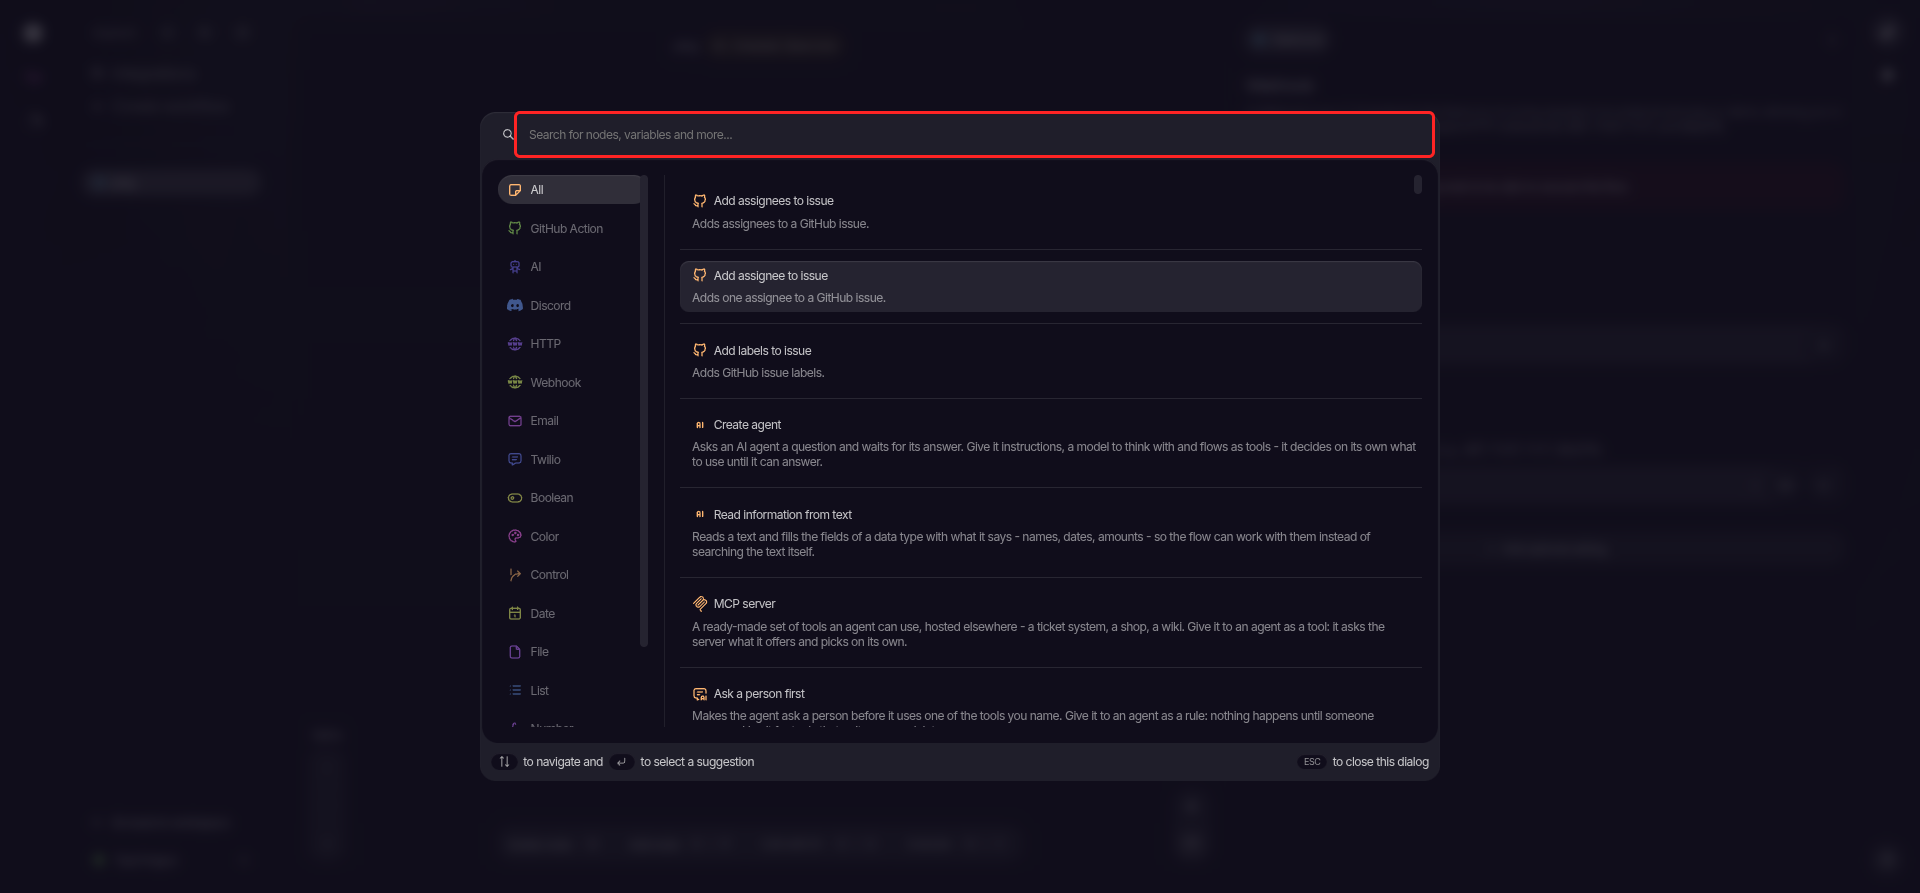 Search for nodes, variables and more...
All
GitHub Action
AI
Discord
HTTP
Webhook
Email
Twilio
Boolean
Color
Control
Date
File
List
Add assignees to issue
Adds assignees to a GitHub issue.
Add assignee to issue
Adds one assignee to a GitHub issue.
Add labels to issue
Adds GitHub issue labels.
Create agent
Asks an AI agent a question and waits for its answer. Give it instructions, a model to think with and flows as tools - it decides on its own what
to use until it can answer.
Read information from text
Reads a text and fills the fields of a data type with what it says - names, dates, amounts - so the flow can work with them instead of
searching the text itself.
MCP server
A ready-made set of tools an agent can use, hosted elsewhere - a ticket system, a shop, a wiki. Give it to an agent as a tool: it asks the
server what it offers and picks on its own.
Ask a person first
Makes the agent ask a person before it uses one of the tools you name. Give it to an agent as a rule: nothing happens until someone
to navigate and
to select a suggestion
ESC to close this dialog